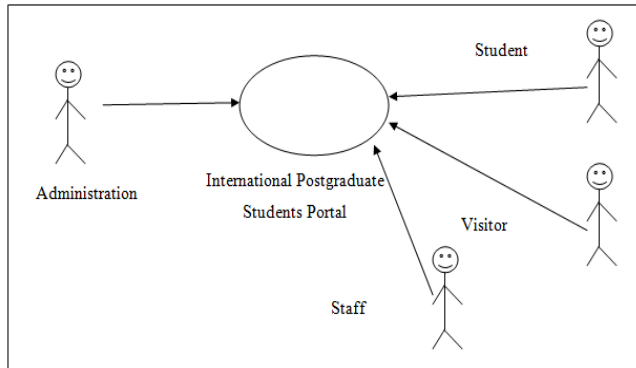 Student
Administration
International Postgraduate
Students Portal
Visitor
Staff